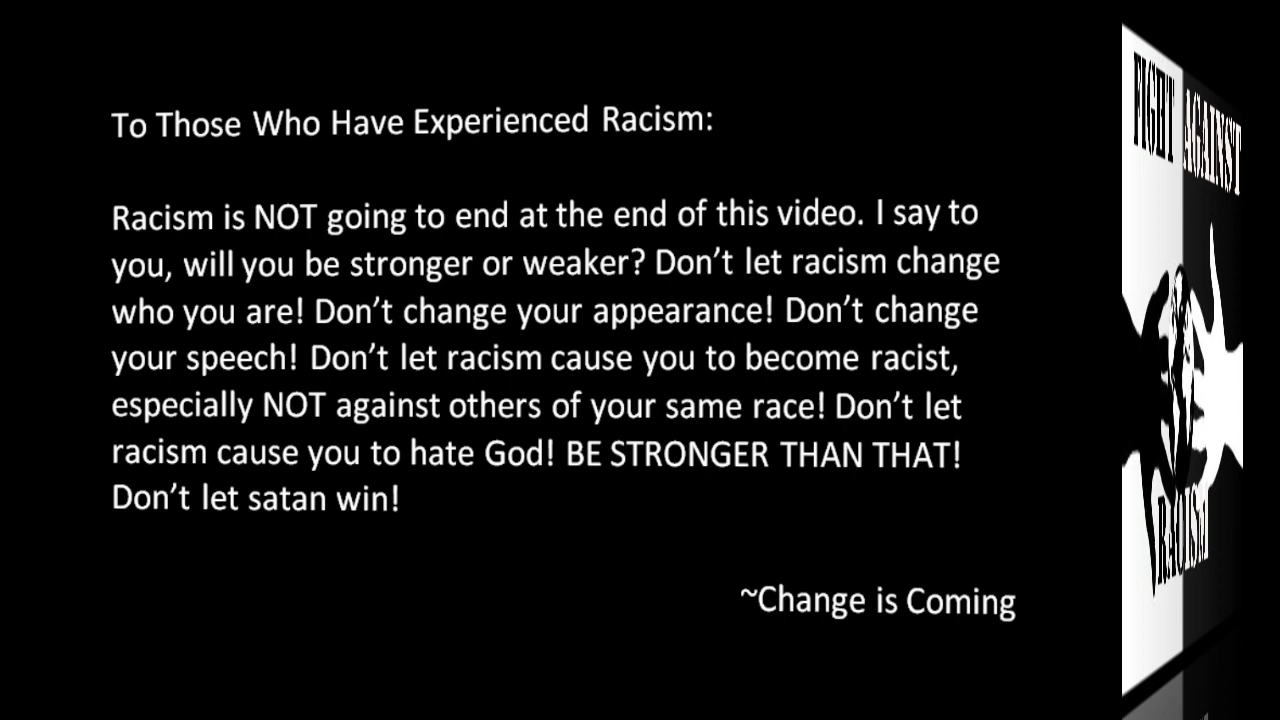 To Those Who Have Experienced Racism:
Racism is NOT going to end at the end of this video. I say to
you, will you be stronger or weaker? Don’t let racism change
who you are! Don’t change your appearance! Don’t change
your speech! Don’t let racism cause you to become racist,
especially NOT against others of your same race! Don’t let
racism cause you to hate God! BE STRONGER THAN THAT!
Don’t let satan win!
~Change is Coming
FIGHT AGAINST
RACISM